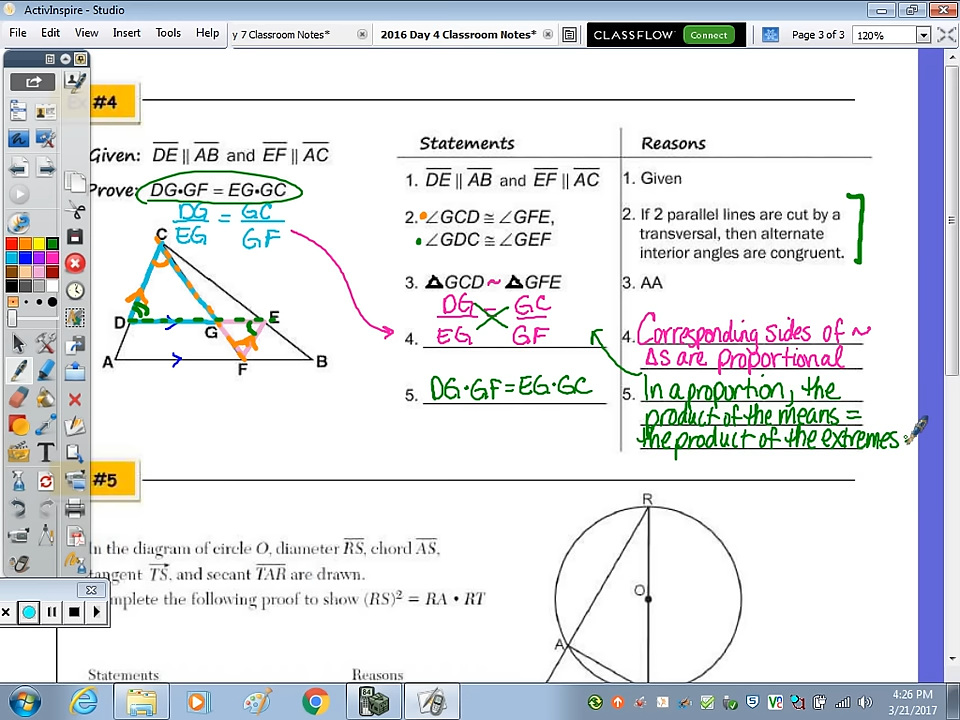 ActivInspire - Studio
File Edit View Insert Tools Help
y 7 Classroom Notes*
2016 Day 4 Classroom Notes*
CLASSFLOW Connect
Page 3 of 3
120%
#4
Given: DE || AB and EF || AC
Prove: DG•GF = EG•GC
DG/EG = GC/GF
C
D
G
E
A
F
B
Statements
Reasons
1. DE || AB and EF || AC
1. Given
2. ∠GCD ≅ ∠GFE,
∠GDC ≅ ∠GEF
2. If 2 parallel lines are cut by a
transversal, then alternate
interior angles are congruent.
3. ΔGCD ~ ΔGFE
3. AA
4. DG/EG = GC/GF
4. Corresponding sides of ~
Δs are proportional
5. DG•GF = EG•GC
5. In a proportion, the
product of the means =
the product of the extremes
#5
In the diagram of circle O, diameter RS, chord AS,
tangent TS, and secant TAR are drawn.
mplete the following proof to show (RS)² = RA • RT
R
O
A
Statements
Reasons
84
4:26 PM
3/21/2017